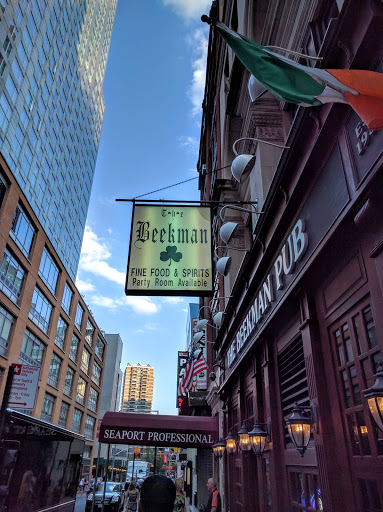 The
Beekman
FINE FOOD & SPIRITS
Party Room Available
THE BEEKMAN PUB
SEAPORT PROFESSIONAL